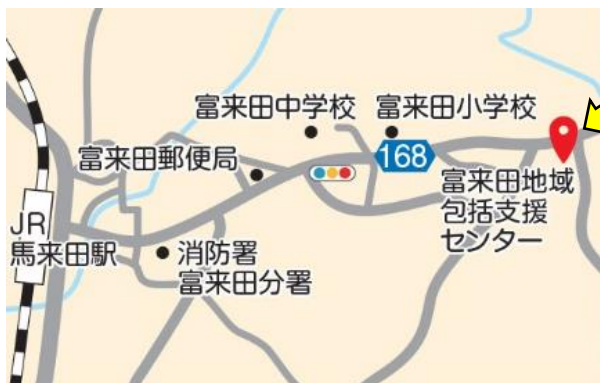 富来田中学校
富来田小学校
富来田郵便局
168
富来田地域
包括支援
センター
JR
馬来田駅
消防署
富来田分署